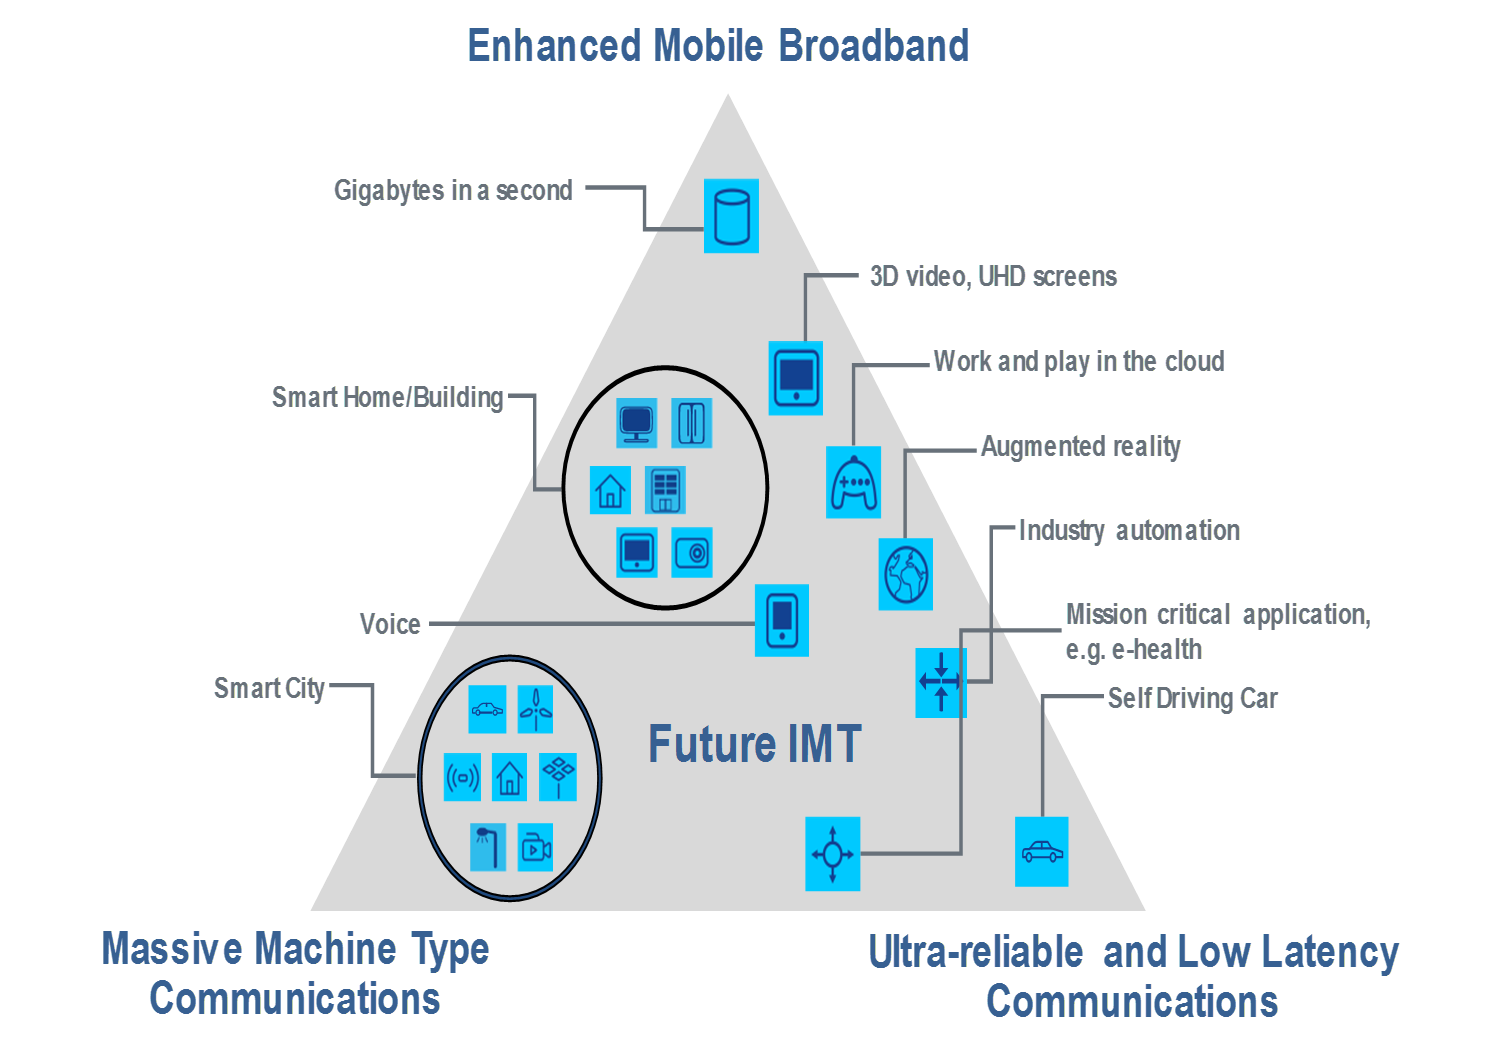 Enhanced Mobile Broadband
Gigabytes in a second
3D video, UHD screens
Work and play in the cloud
Smart Home/Building
Augmented reality
Industry automation
Mission critical application,
e.g. e-health
Voice
Smart City
Self Driving Car
Future IMT
Massive Machine Type
Communications
Ultra-reliable and Low Latency
Communications